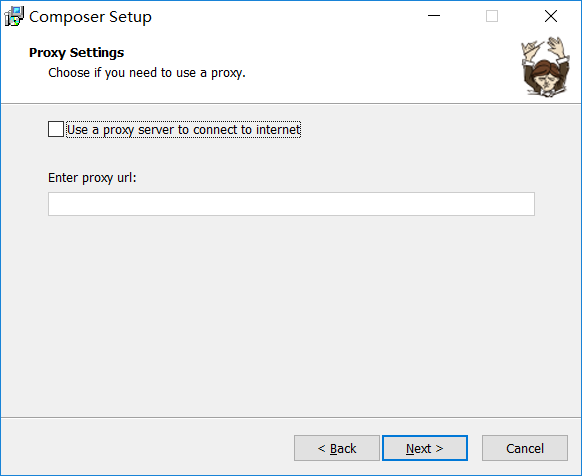 Composer Setup
Proxy Settings
Choose if you need to use a proxy.
Use a proxy server to connect to internet
Enter proxy url:
< Back
Next >
Cancel